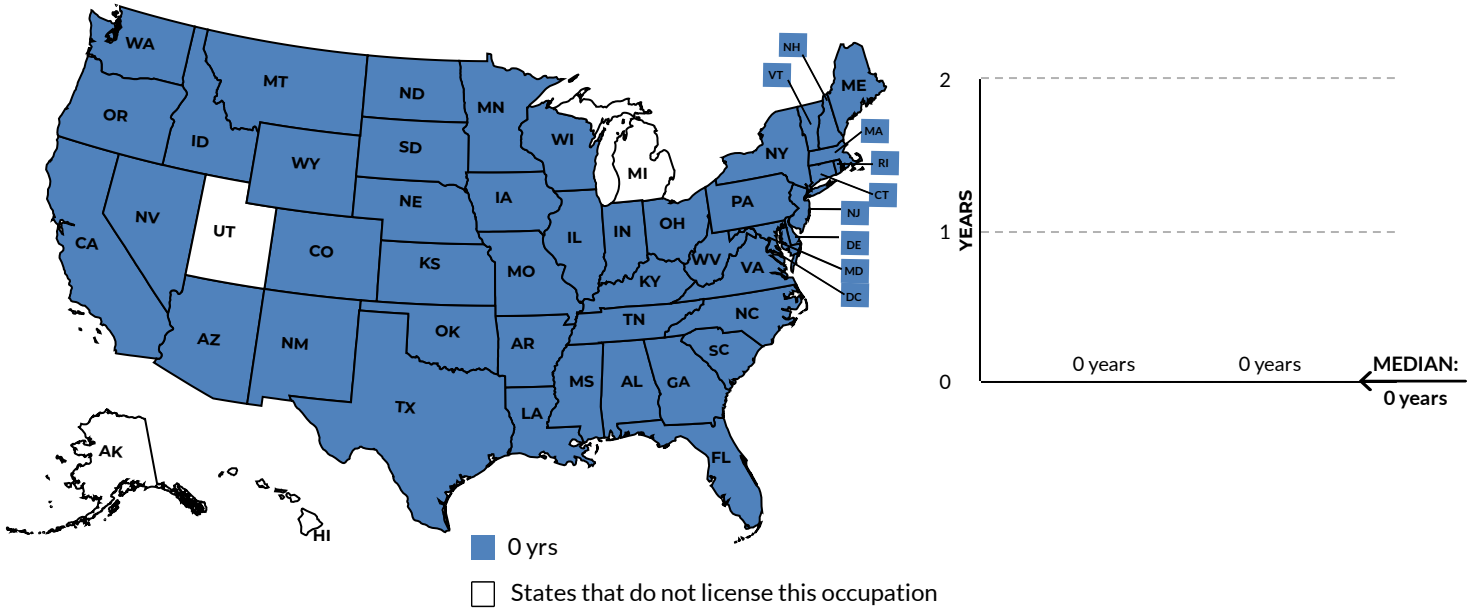 WA
MT
ND
MN
OR
ID
WY
SD
WI
MI
NH
VT
ME
MA
RI
CT
NY
NJ
DE
MD
DC
NV
CA
UT
CO
NE
KS
IA
MO
IL
IN
OH
PA
WV
VA
KY
AZ
NM
OK
AR
TN
NC
SC
TX
LA
MS
AL
GA
FL
AK
HI
0 yrs
States that do not license this occupation
2
1
0
YEARS
0 years
0 years
MEDIAN:
0 years